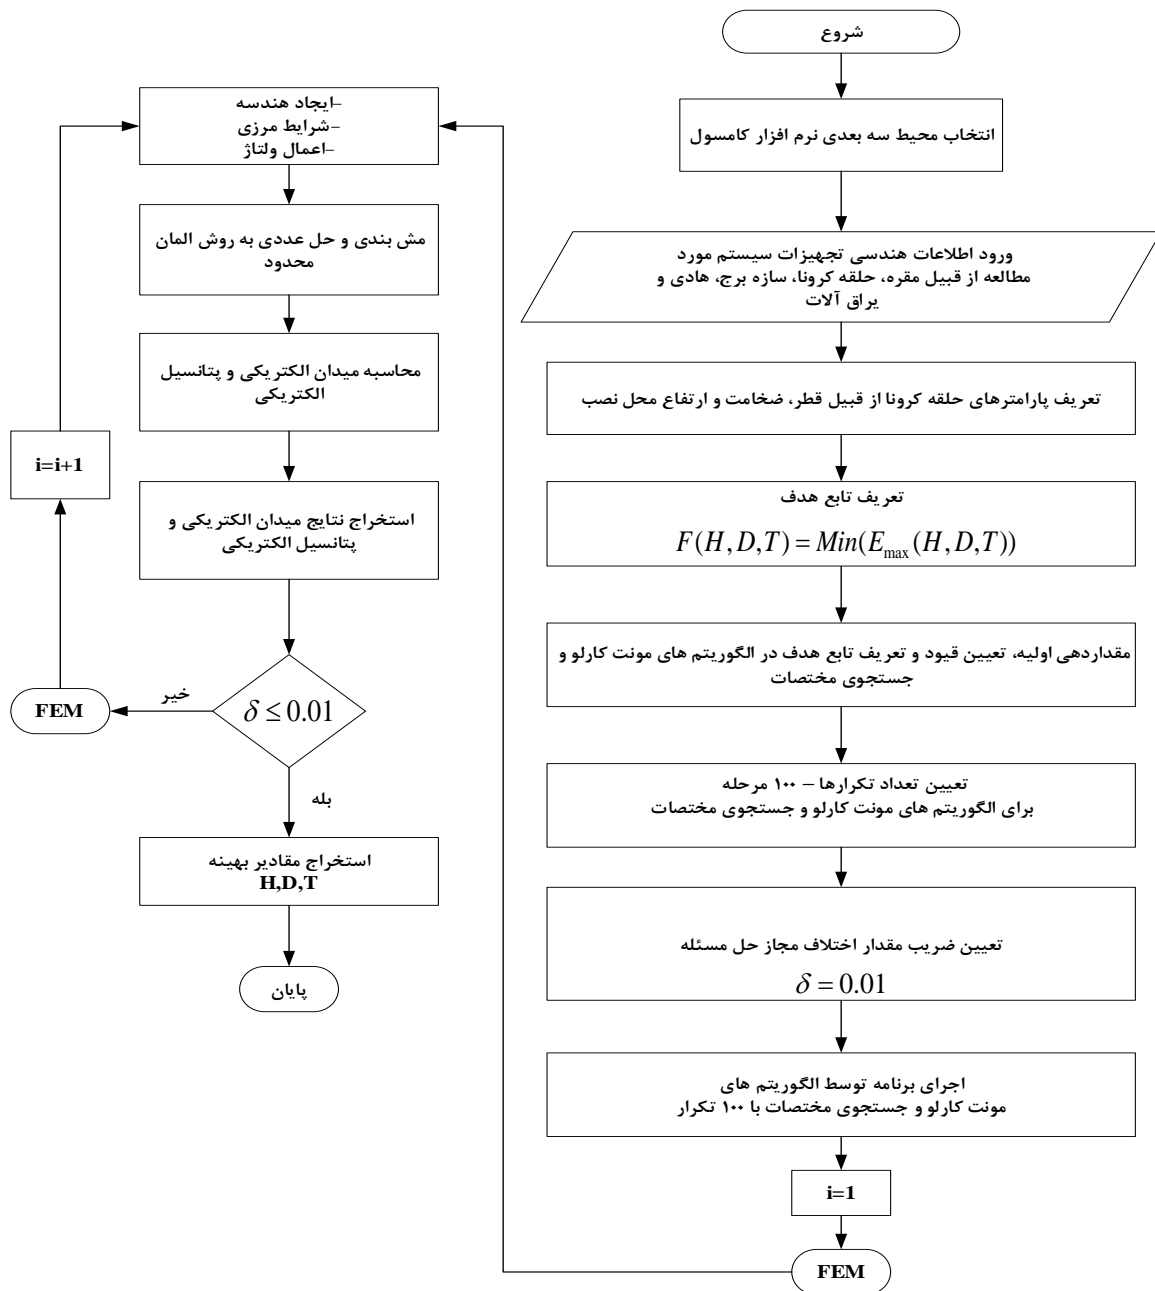 شروع
انتخاب محیط سه بعدی نرم افزار کامسول
ورود اطلاعات هندسی تجهیزات سیستم مورد
مطالعه از قبیل مقره، حلقه کرونا، سازه برج، هادی و
یراق آلات
تعریف پارامترهای حلقه کرونا از قبیل قطر، ضخامت و ارتفاع محل نصب
تعریف تابع هدف
F(H,D,T) = Min(E_max(H,D,T))
مقداردهی اولیه، تعیین قیود و تعریف تابع هدف در الگوریتم های مونت کارلو و
جستجوی مختصات
تعیین تعداد تکرارها – ۱۰۰ مرحله
برای الگوریتم های مونت کارلو و جستجوی مختصات
تعیین ضریب مقدار اختلاف مجاز حل مسئله
δ = 0.01
اجرای برنامه توسط الگوریتم های
مونت کارلو و جستجوی مختصات با ۱۰۰ تکرار
i=1
FEM
–ایجاد هندسه
–شرایط مرزی
–اعمال ولتاژ
مش بندی و حل عددی به روش المان
محدود
محاسبه میدان الکتریکی و پتانسیل
الکتریکی
استخراج نتایج میدان الکتریکی و
پتانسیل الکتریکی
δ ≤ 0.01
خیر
FEM
i=i+1
بله
استخراج مقادیر بهینه
H,D,T
پایان